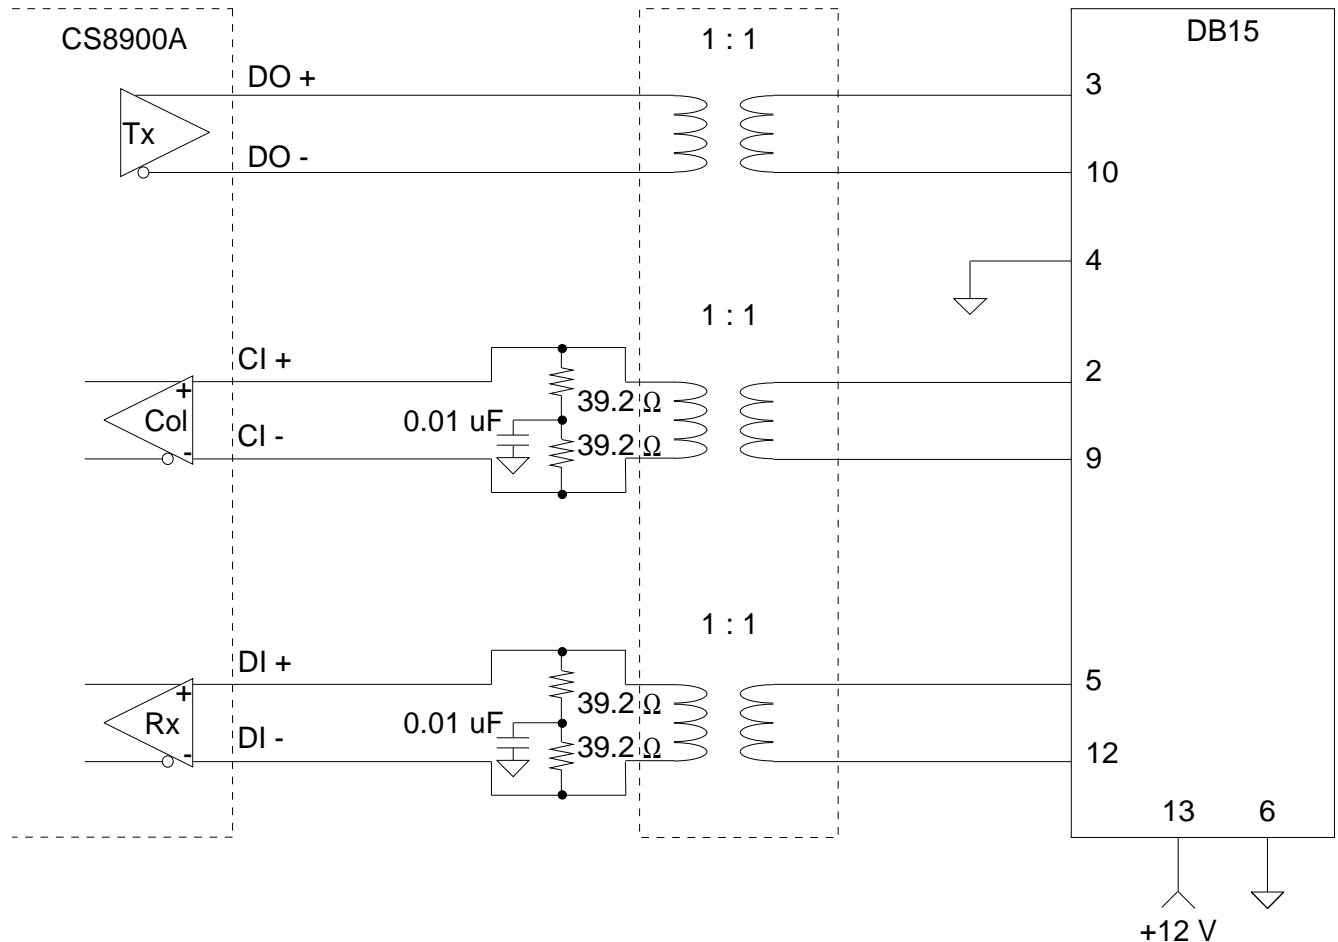 CS8900A
1 : 1
DB15
DO +
3
Tx
DO -
10
4
1 : 1
CI +
2
+
39.2 Ω
Col
0.01 uF
CI -
39.2 Ω
-
9
1 : 1
DI +
5
+
39.2 Ω
Rx
0.01 uF
DI -
39.2 Ω
-
12
13
6
+12 V